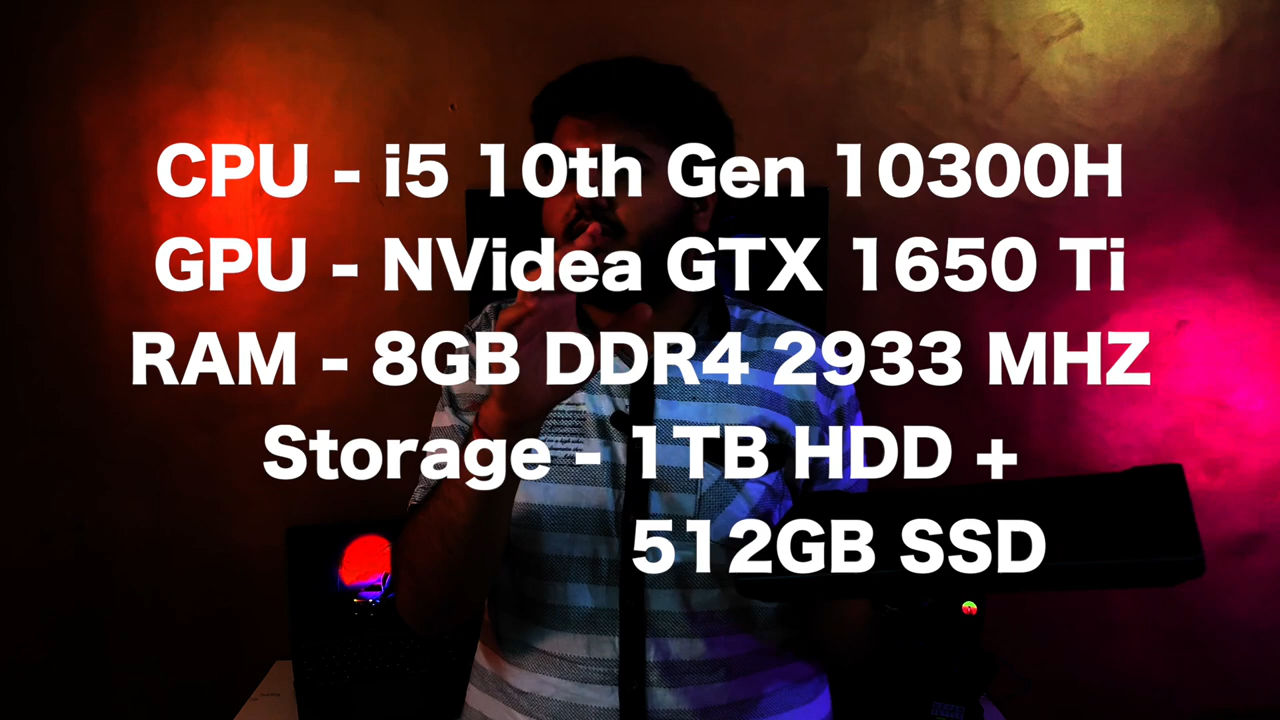 CPU - i5 10th Gen 10300H
GPU - NVidea GTX 1650 Ti
RAM - 8GB DDR4 2933 MHZ
Storage - 1TB HDD +
512GB SSD